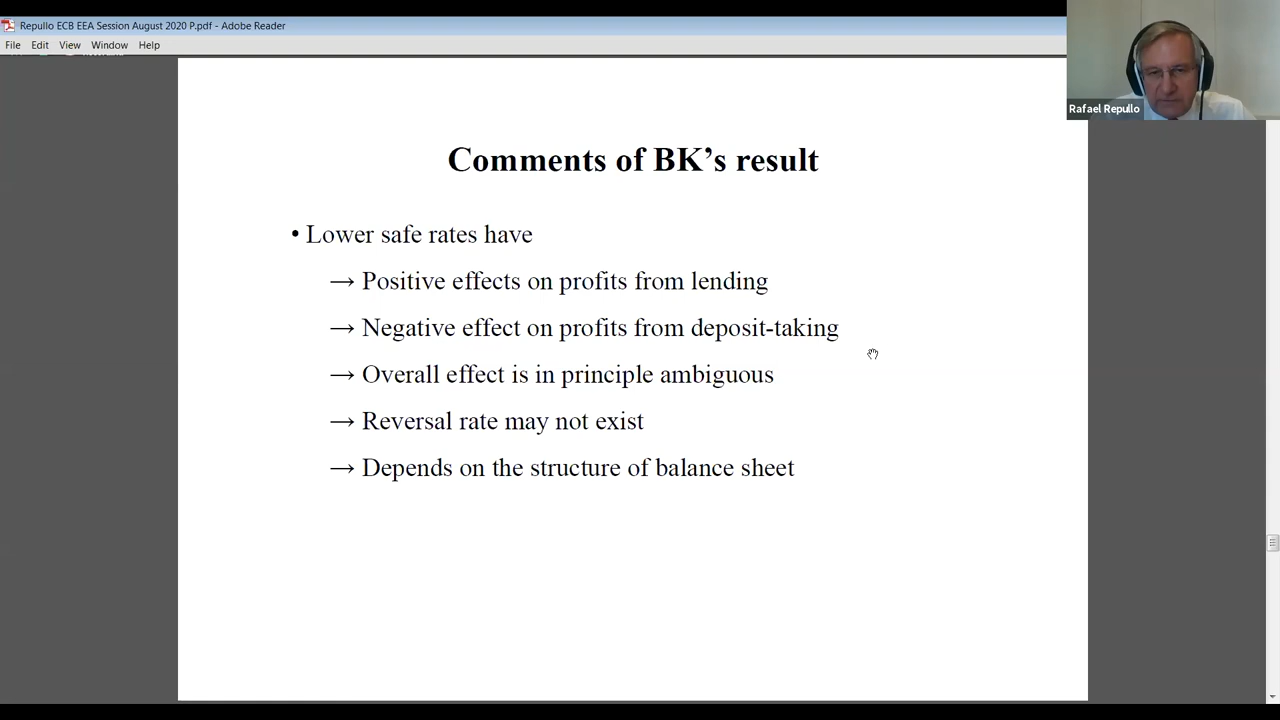 Repullo ECB EEA Session August 2020 P.pdf - Adobe Reader
File Edit View Window Help
Rafael Repullo
Comments of BK’s result
• Lower safe rates have
→ Positive effects on profits from lending
→ Negative effect on profits from deposit-taking
→ Overall effect is in principle ambiguous
→ Reversal rate may not exist
→ Depends on the structure of balance sheet